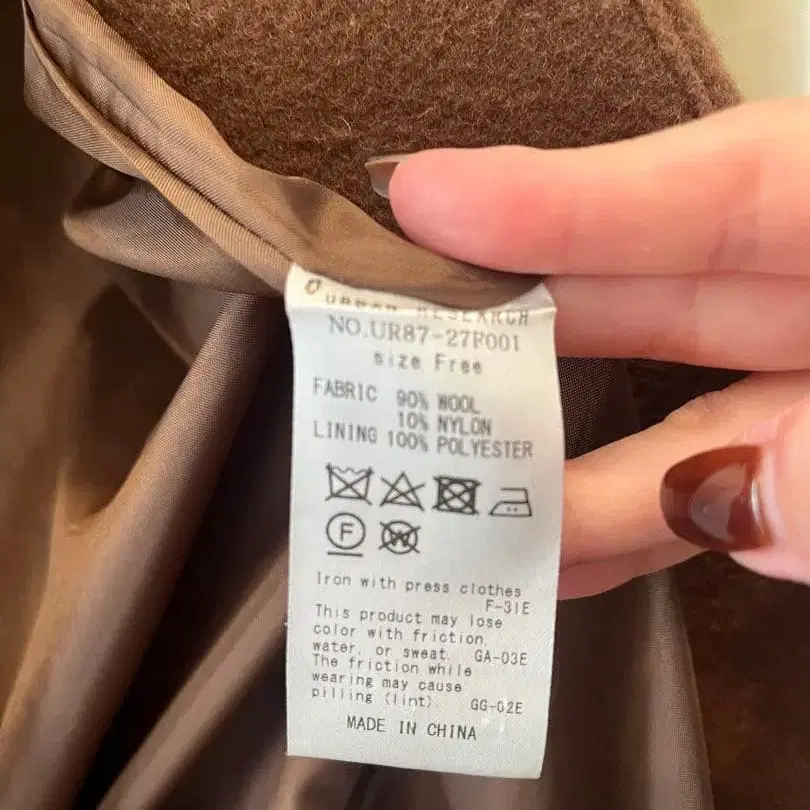 URBAN RESEARCH
NO.UR87-27F001
size Free
FABRIC 90% WOOL
10% NYLON
LINING 100% POLYESTER
F W
Iron with press clothes
F-31E
This product may lose
color with friction,
water, or sweat. GA-03E
The friction while
wearing may cause
pilling (lint). GG-02E
MADE IN CHINA